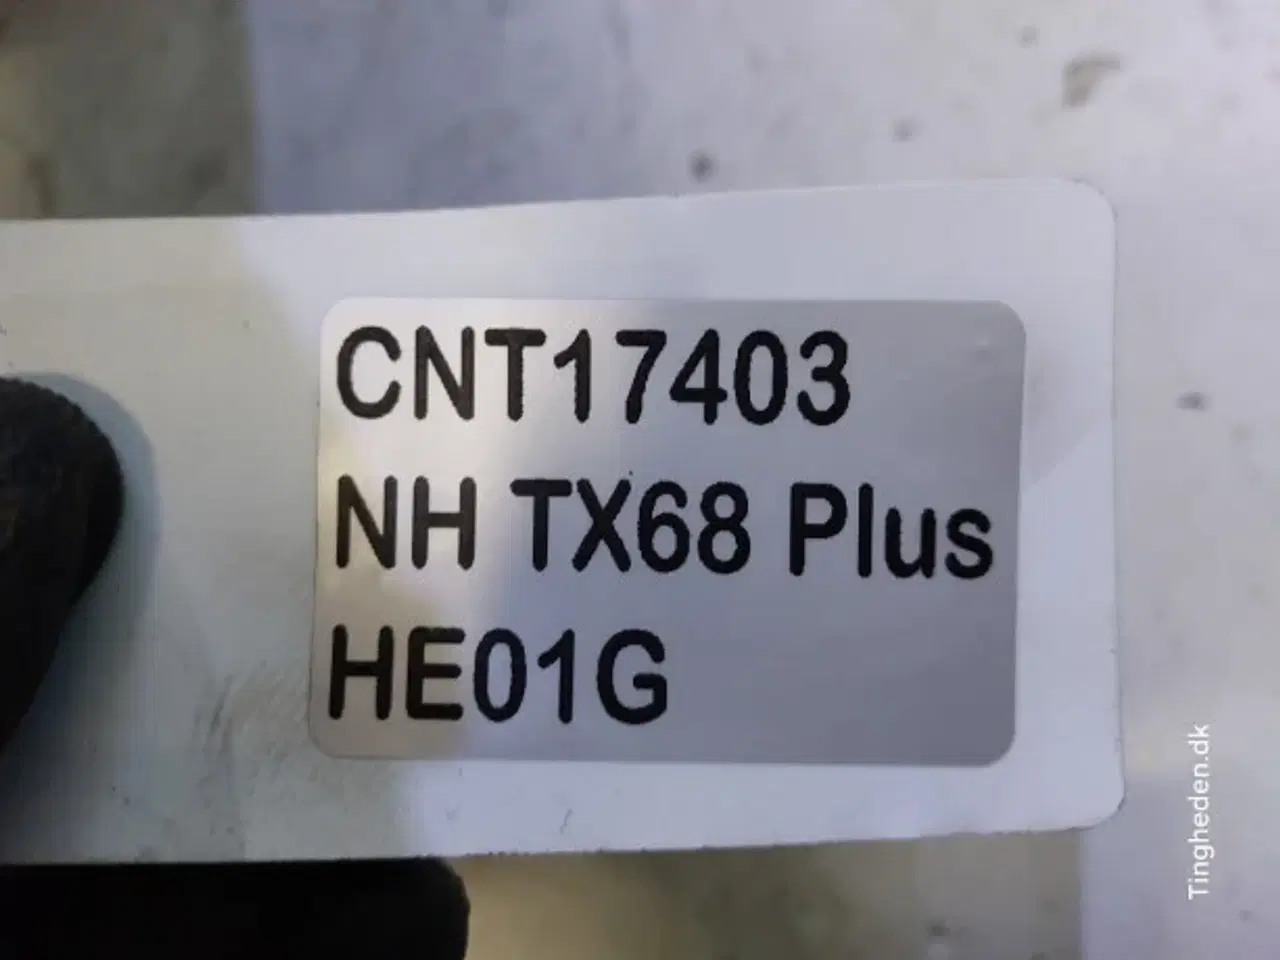 CNT17403
NH TX68 Plus
HE01G
Tingheden.dk